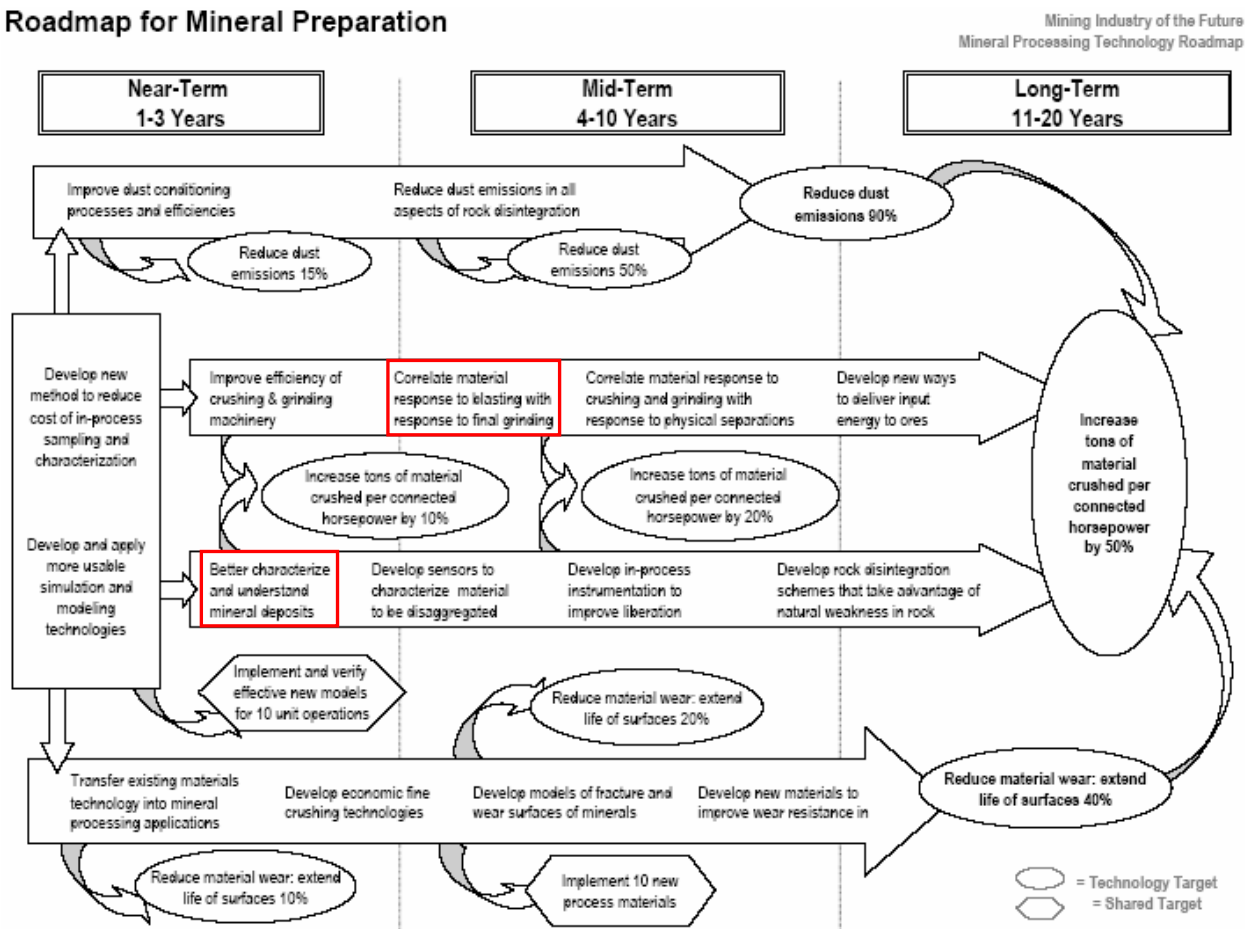 Roadmap for Mineral Preparation
Mining Industry of the Future
Mineral Processing Technology Roadmap
Near-Term
1-3 Years
Mid-Term
4-10 Years
Long-Term
11-20 Years
Improve dust conditioning
processes and efficiencies
Reduce dust emissions in all
aspects of rock disintegration
Reduce dust
emissions 90%
Reduce dust
emissions 15%
Reduce dust
emissions 50%
Develop new
method to reduce
cost of in-process
sampling and
characterization
Develop and apply
more usable
simulation and
modeling
technologies
Improve efficiency of
crushing & grinding
machinery
Correlate material
response to blasting with
response to final grinding
Correlate material response to
crushing and grinding with
response to physical separations
Develop new ways
to deliver input
energy to ores
Increase tons of material
crushed per connected
horsepower by 10%
Increase tons of material
crushed per connected
horsepower by 20%
Increase
tons of
material
crushed per
connected
horsepower
by 50%
Better characterize
and understand
mineral deposits
Develop sensors to
characterize material
to be disaggregated
Develop in-process
instrumentation to
improve liberation
Develop rock disintegration
schemes that take advantage of
natural weakness in rock
Implement and verify
effective new models
for 10 unit operations
Reduce material wear: extend
life of surfaces 20%
Transfer existing materials
technology into mineral
processing applications
Develop economic fine
crushing technologies
Develop models of fracture and
wear surfaces of minerals
Develop new materials to
improve wear resistance in
Reduce material wear: extend
life of surfaces 40%
Reduce material wear: extend
life of surfaces 10%
Implement 10 new
process materials
= Technology Target
= Shared Target